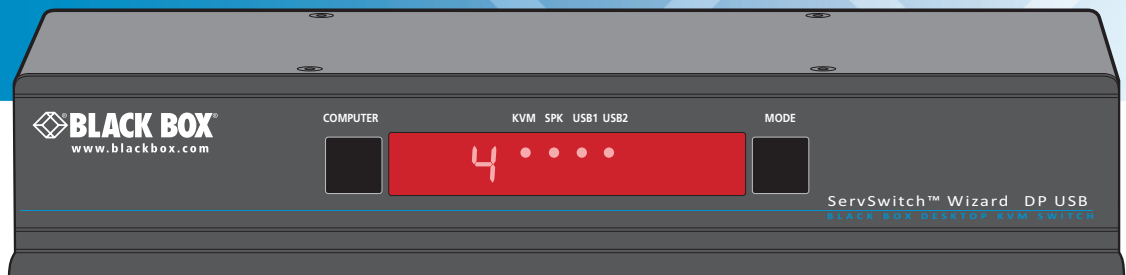 BLACK BOX®
www.blackbox.com
COMPUTER
KVM SPK USB1 USB2
MODE
4
ServSwitch™ Wizard DP USB
BLACK BOX DESKTOP KVM SWITCH